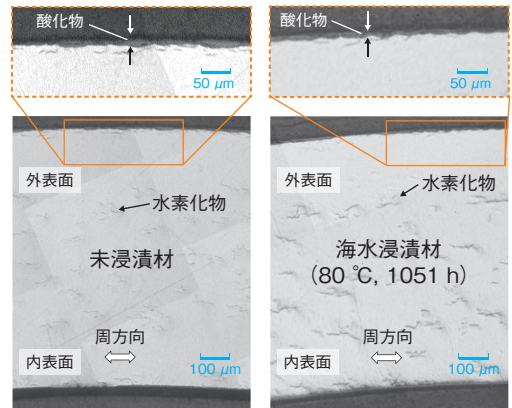 酸化物
50 μm
酸化物
50 μm
外表面
水素化物
未浸漬材
周方向
内表面
100 μm
外表面
水素化物
海水浸漬材
(80 ℃, 1051 h)
周方向
内表面
100 μm